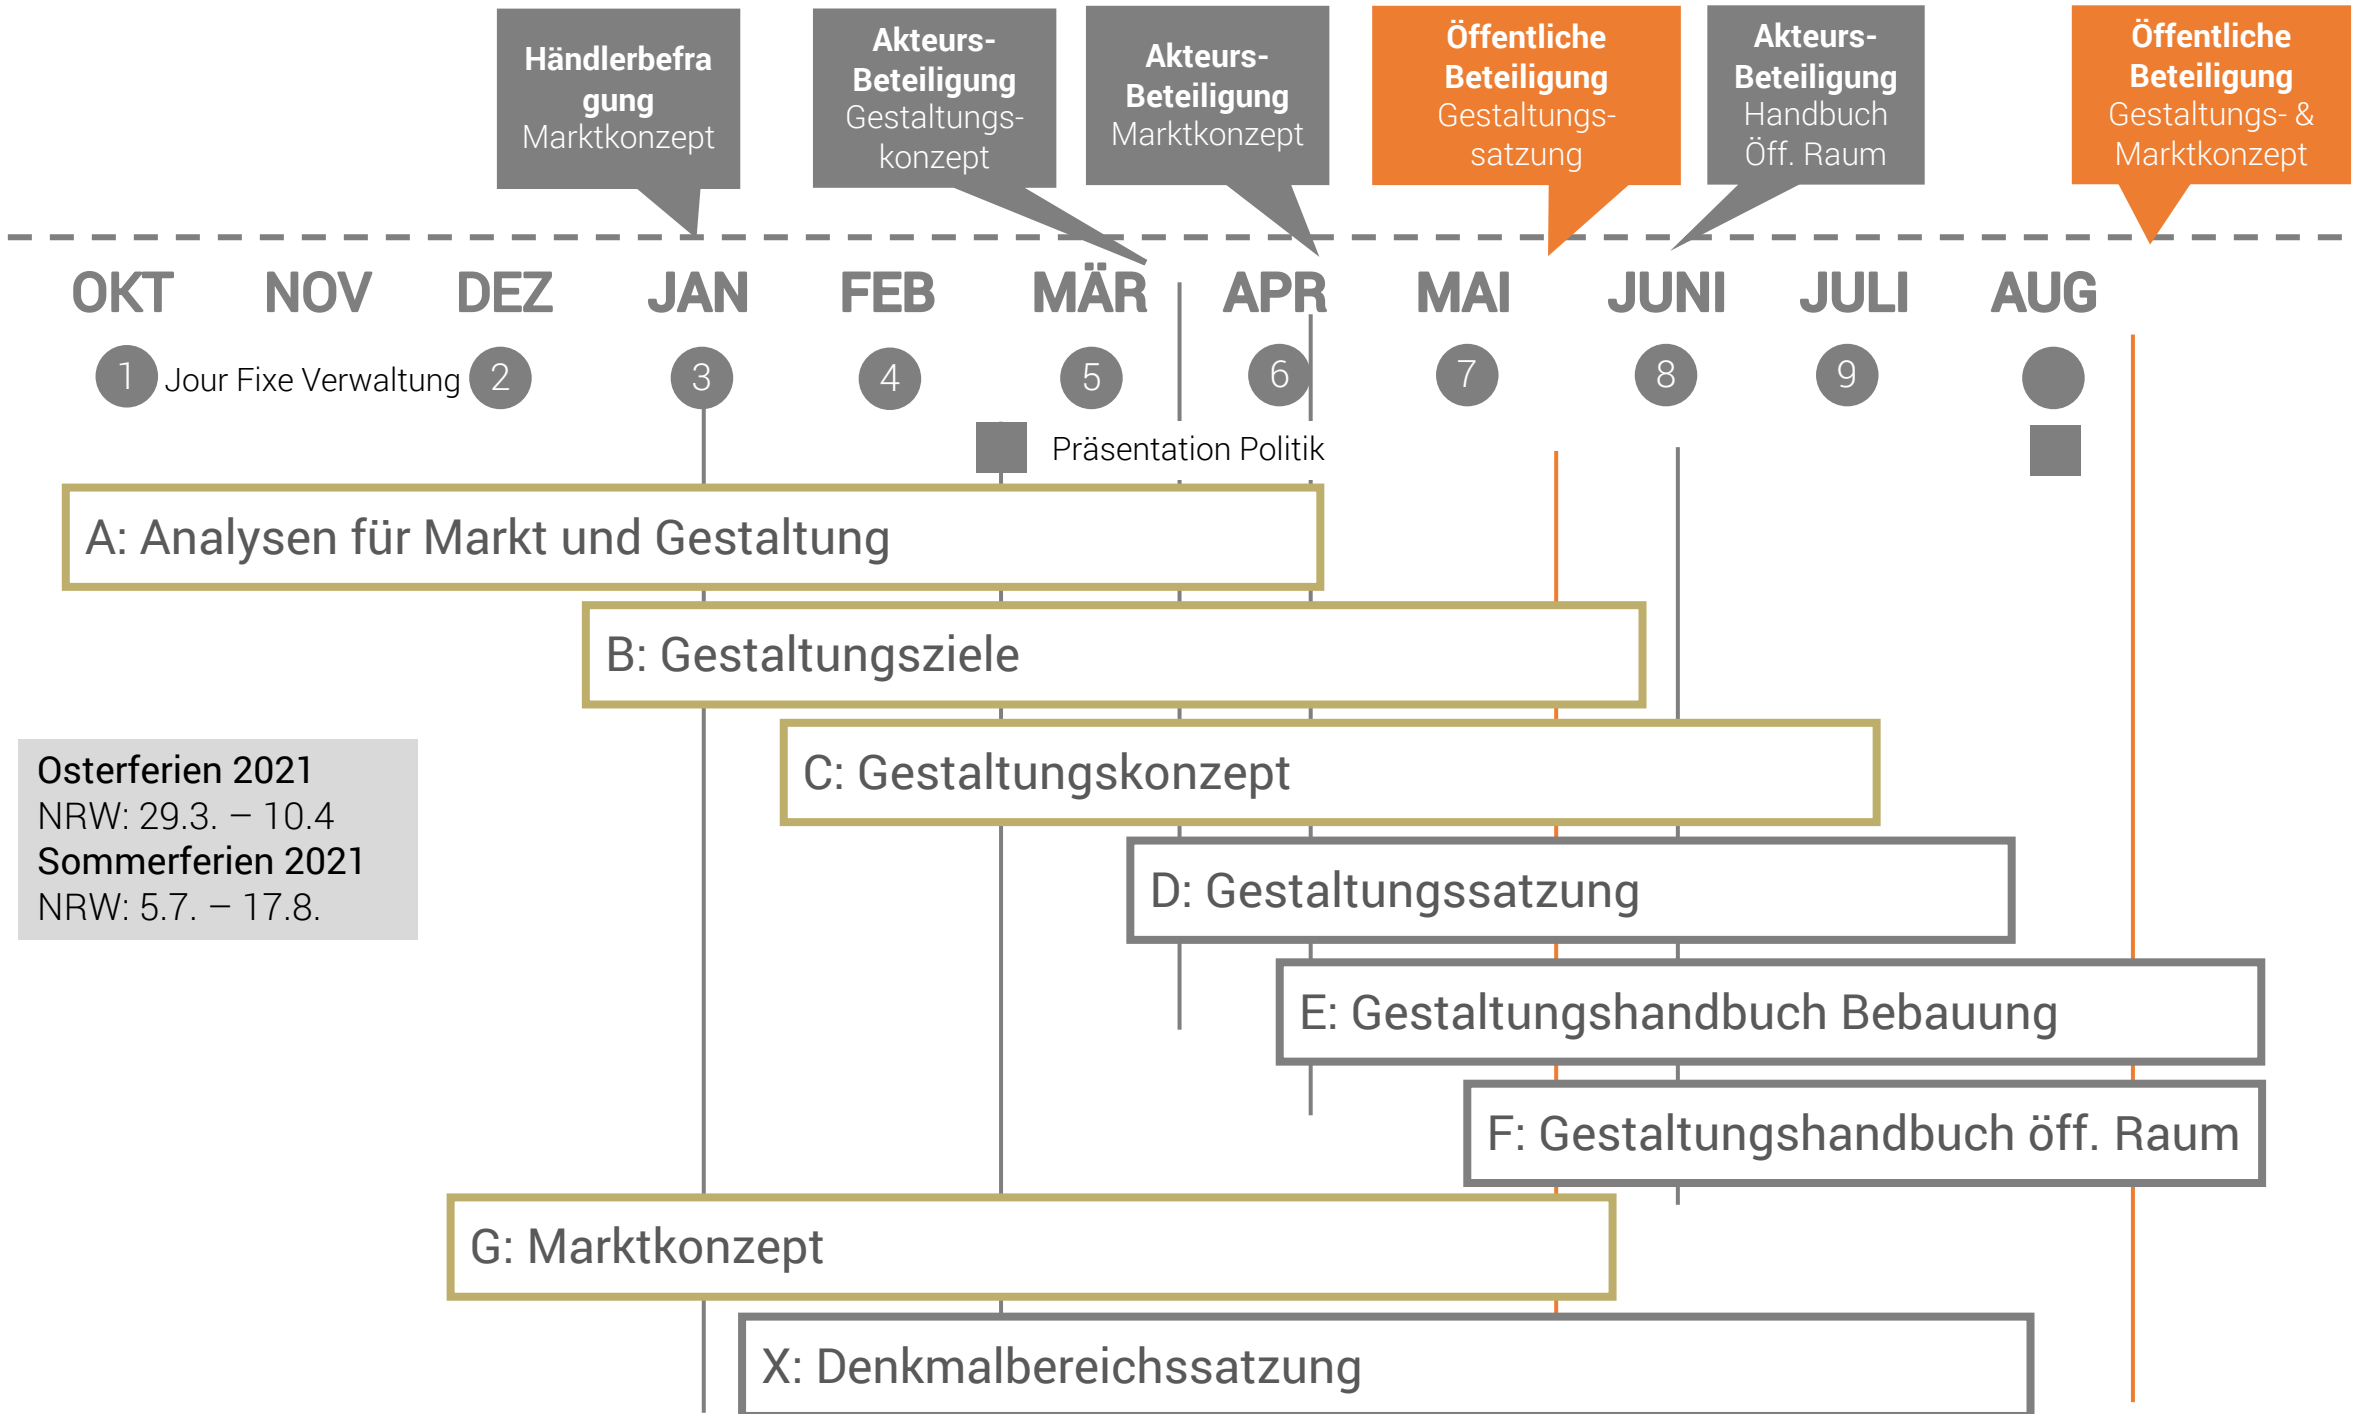 Händlerbefra
gung
Marktkonzept
Akteurs-
Beteiligung
Gestaltungs-
konzept
Akteurs-
Beteiligung
Marktkonzept
Öffentliche
Beteiligung
Gestaltungs-
satzung
Akteurs-
Beteiligung
Handbuch
Öff. Raum
Öffentliche
Beteiligung
Gestaltungs- &
Marktkonzept
OKT NOV DEZ JAN FEB MÄR APR MAI JUNI JULI AUG
1 Jour Fixe Verwaltung 2 3 4 5 6 7 8 9
Präsentation Politik
A: Analysen für Markt und Gestaltung
B: Gestaltungsziele
C: Gestaltungskonzept
Osterferien 2021
NRW: 29.3. – 10.4
Sommerferien 2021
NRW: 5.7. – 17.8.
D: Gestaltungssatzung
E: Gestaltungshandbuch Bebauung
F: Gestaltungshandbuch öff. Raum
G: Marktkonzept
X: Denkmalbereichssatzung